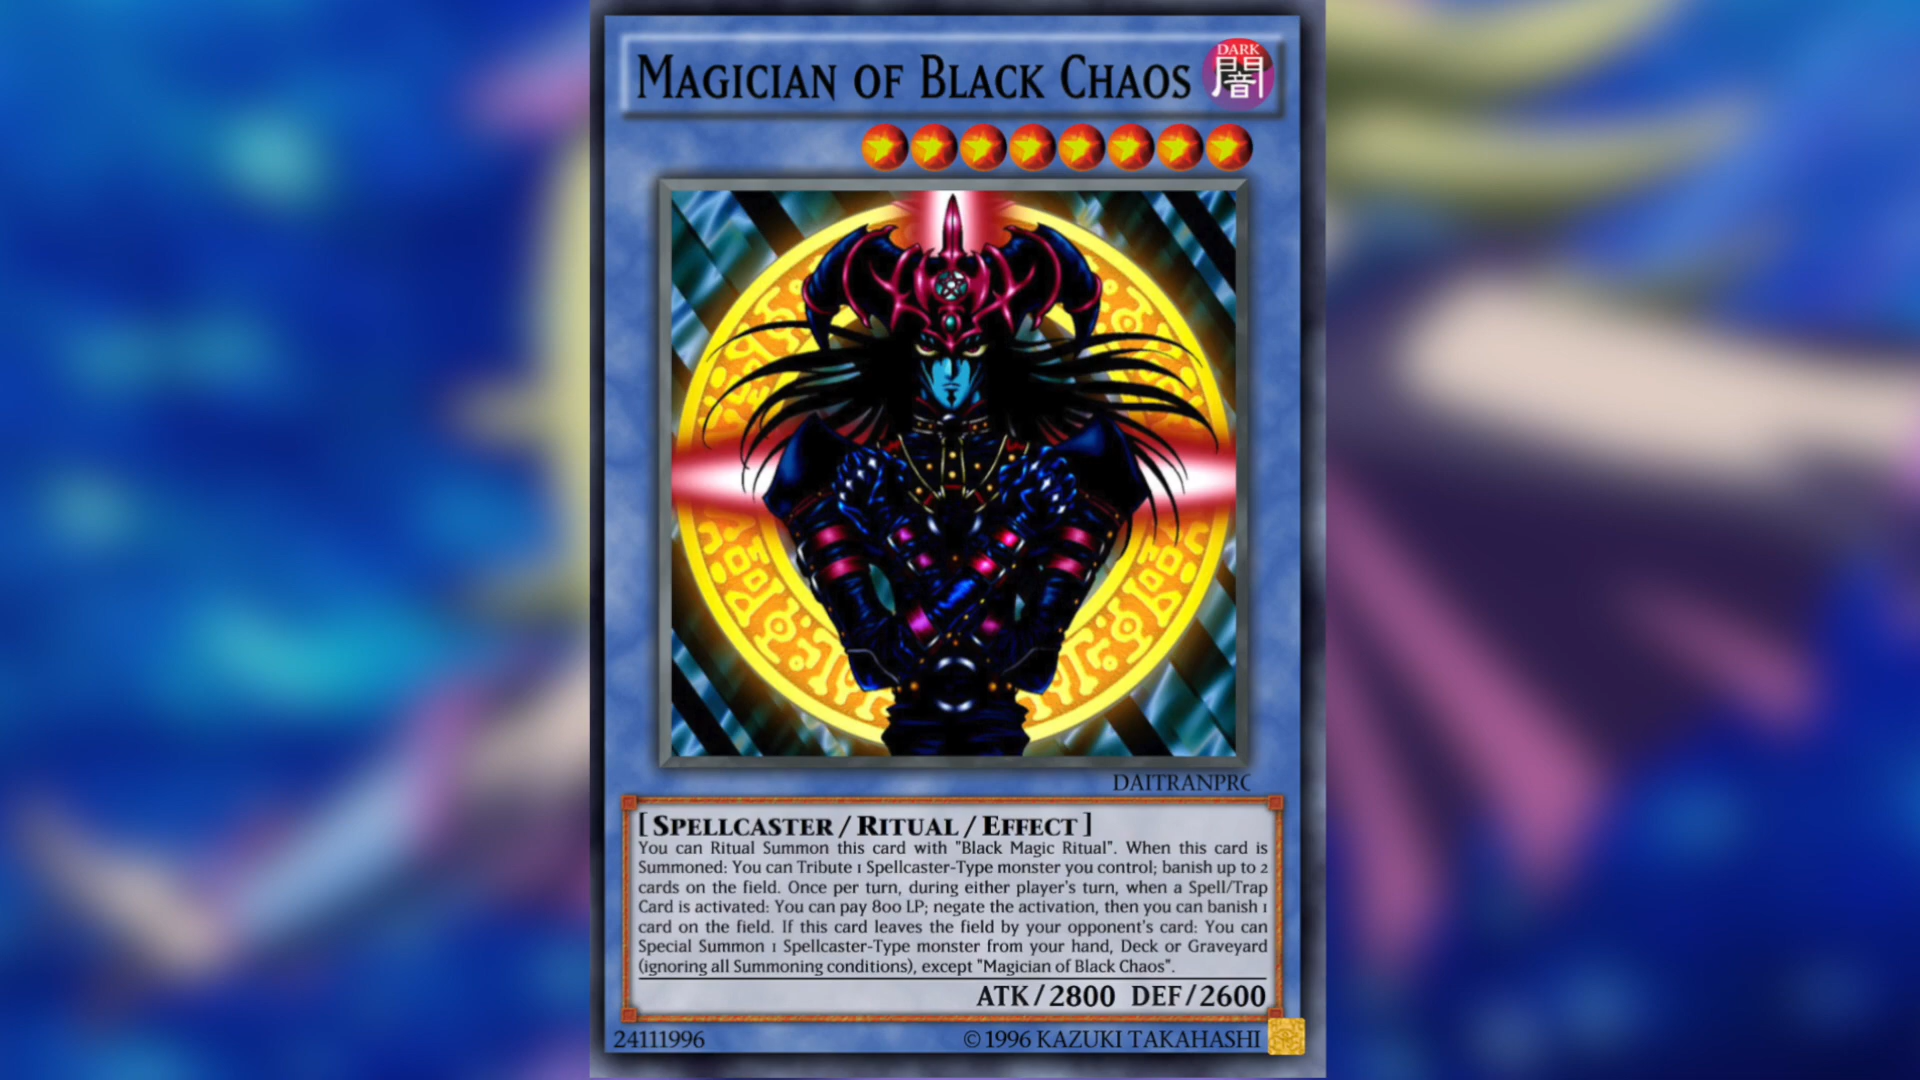 Magician of Black Chaos
DARK
闇
DAITRANPRC
[ Spellcaster / Ritual / Effect ]
You can Ritual Summon this card with "Black Magic Ritual". When this card is
Summoned: You can Tribute 1 Spellcaster-Type monster you control; banish up to 2
cards on the field. Once per turn, during either player's turn, when a Spell/Trap
Card is activated: You can pay 800 LP; negate the activation, then you can banish 1
card on the field. If this card leaves the field by your opponent's card: You can
Special Summon 1 Spellcaster-Type monster from your hand, Deck or Graveyard
(ignoring all Summoning conditions), except "Magician of Black Chaos".
ATK/2800 DEF/2600
24111996
© 1996 KAZUKI TAKAHASHI